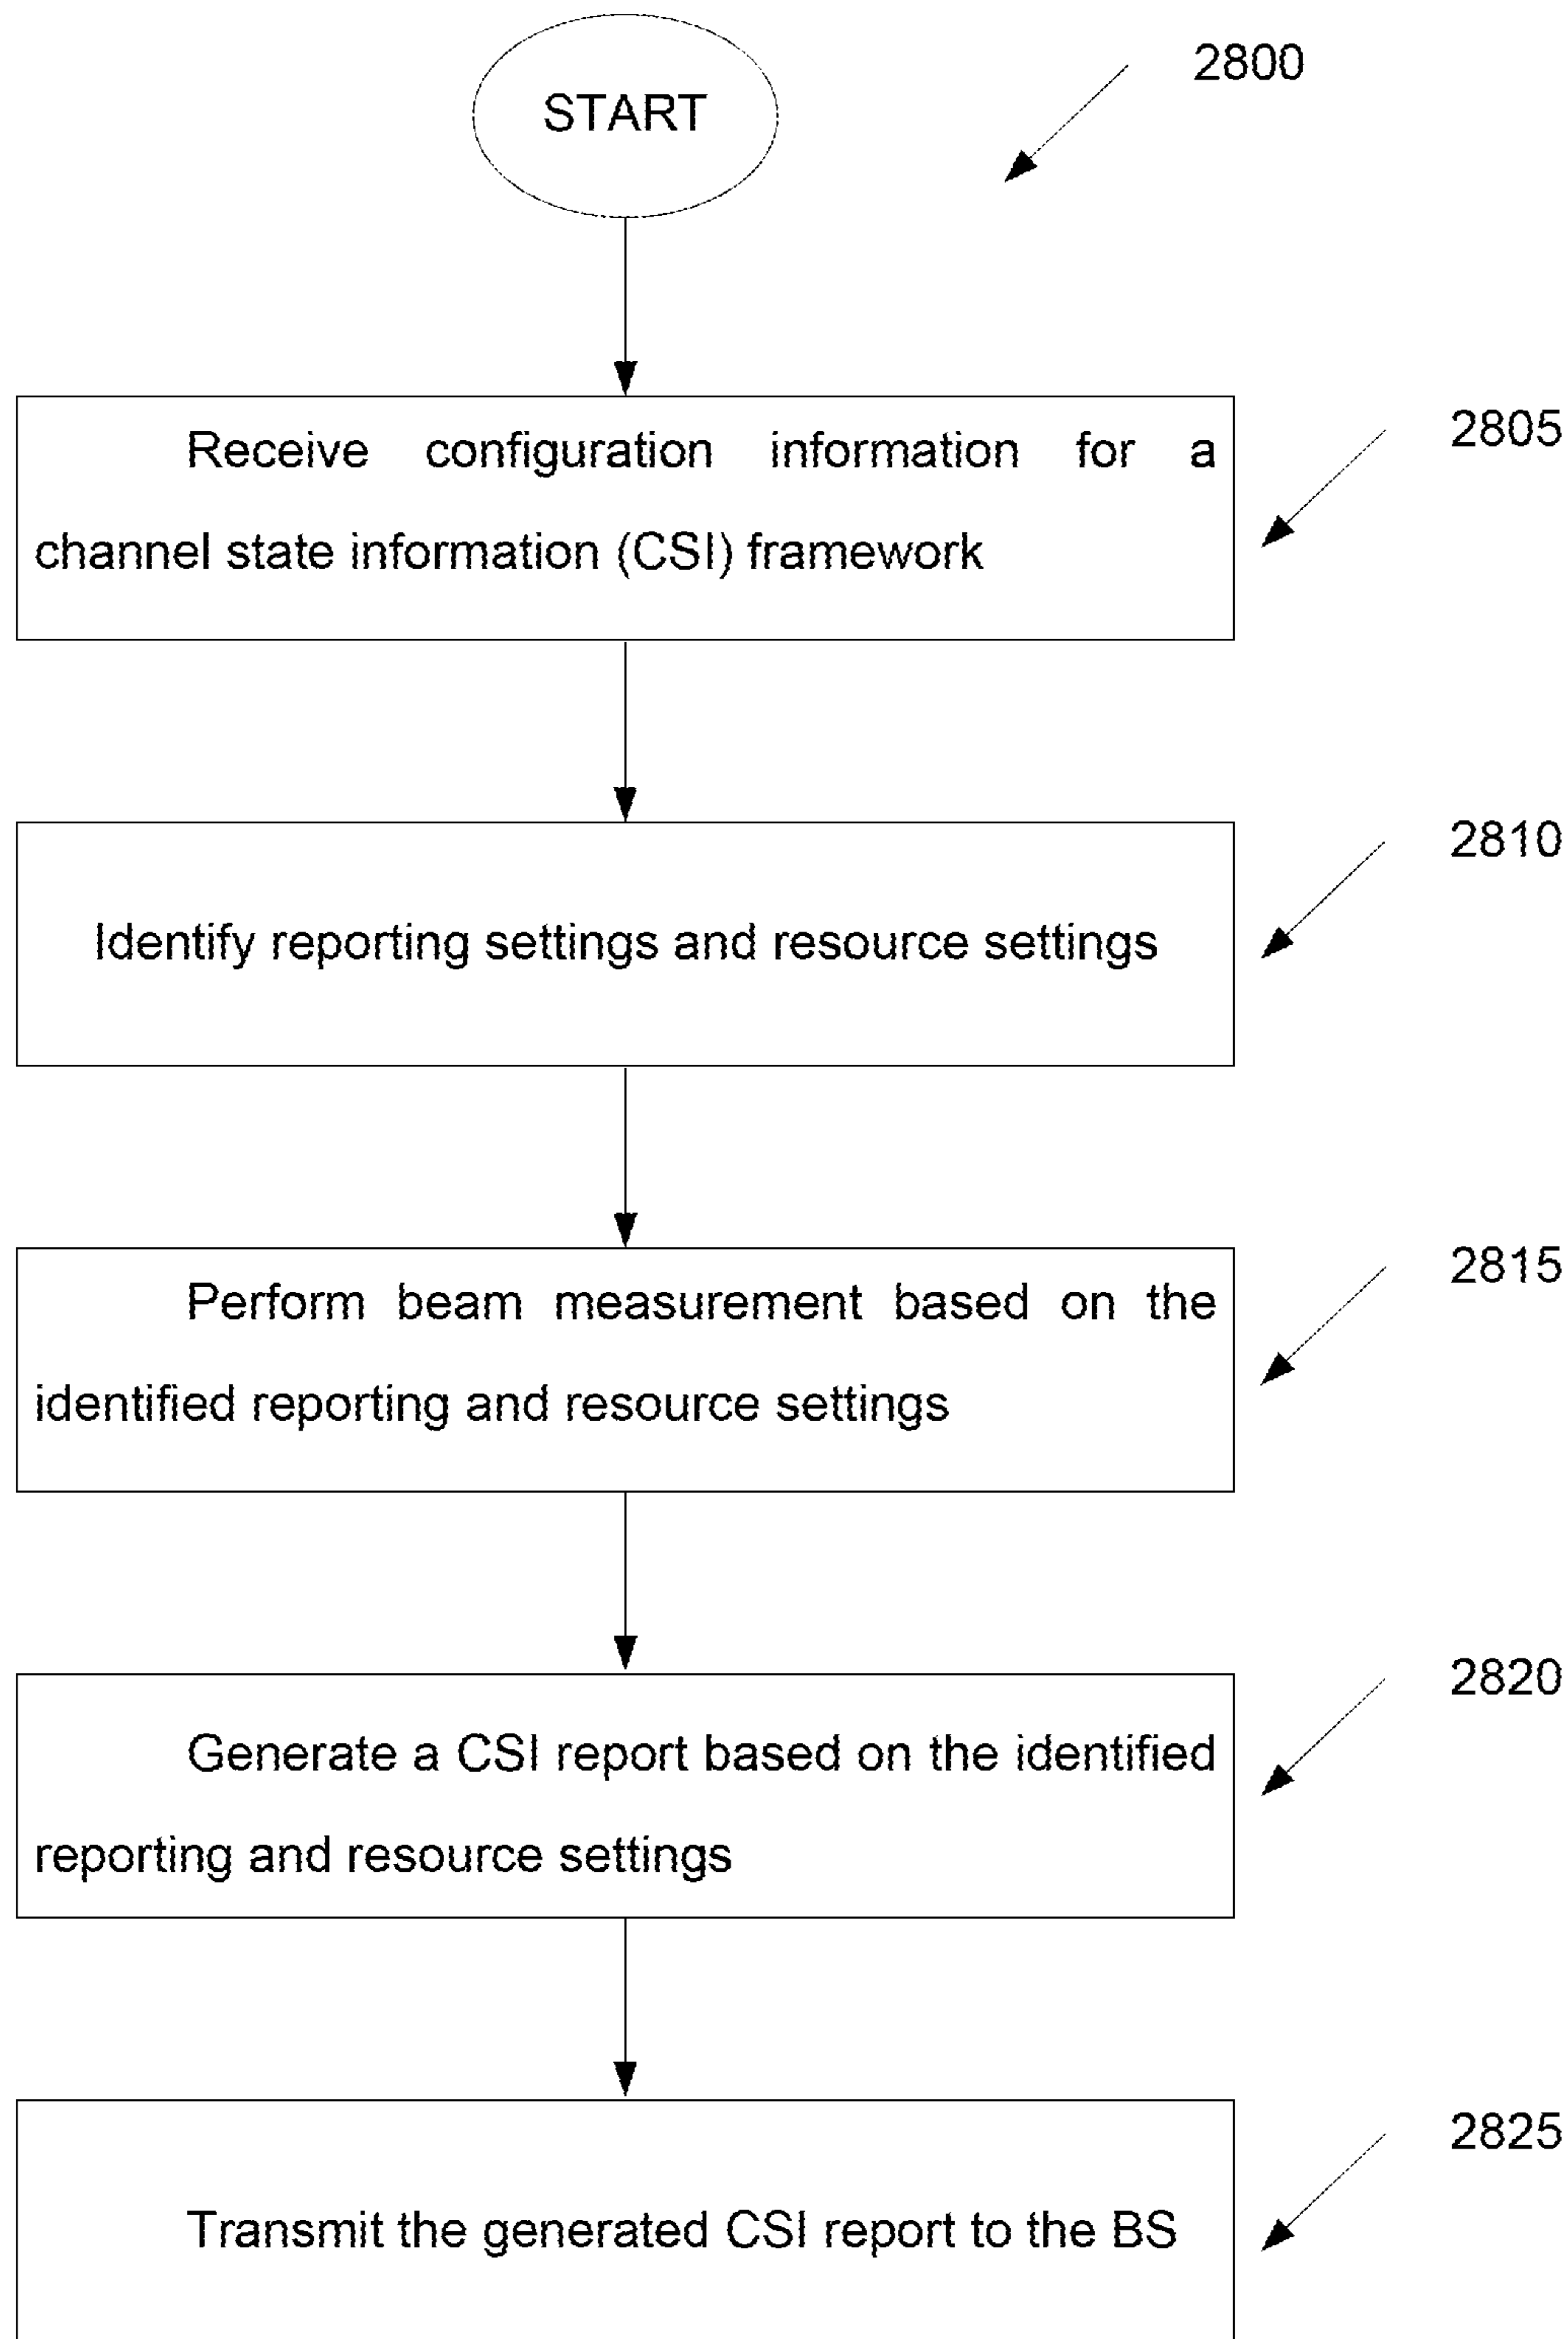 START
2800
Receive configuration information for a
channel state information (CSI) framework
2805
Identify reporting settings and resource settings
2810
Perform beam measurement based on the
identified reporting and resource settings
2815
Generate a CSI report based on the identified
reporting and resource settings
2820
Transmit the generated CSI report to the BS
2825